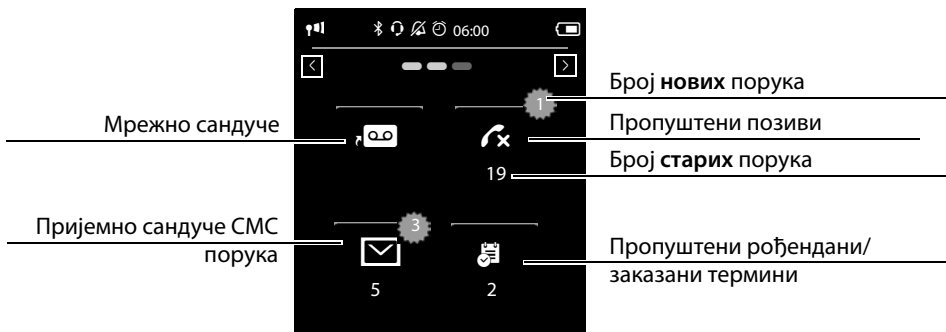 06:00
Број нових порука
1
Мрежно сандуче
Пропуштени позиви
19
Број старих порука
Пријемно сандуче СМС
порука
3
Пропуштени рођендани/
заказани термини
5
2